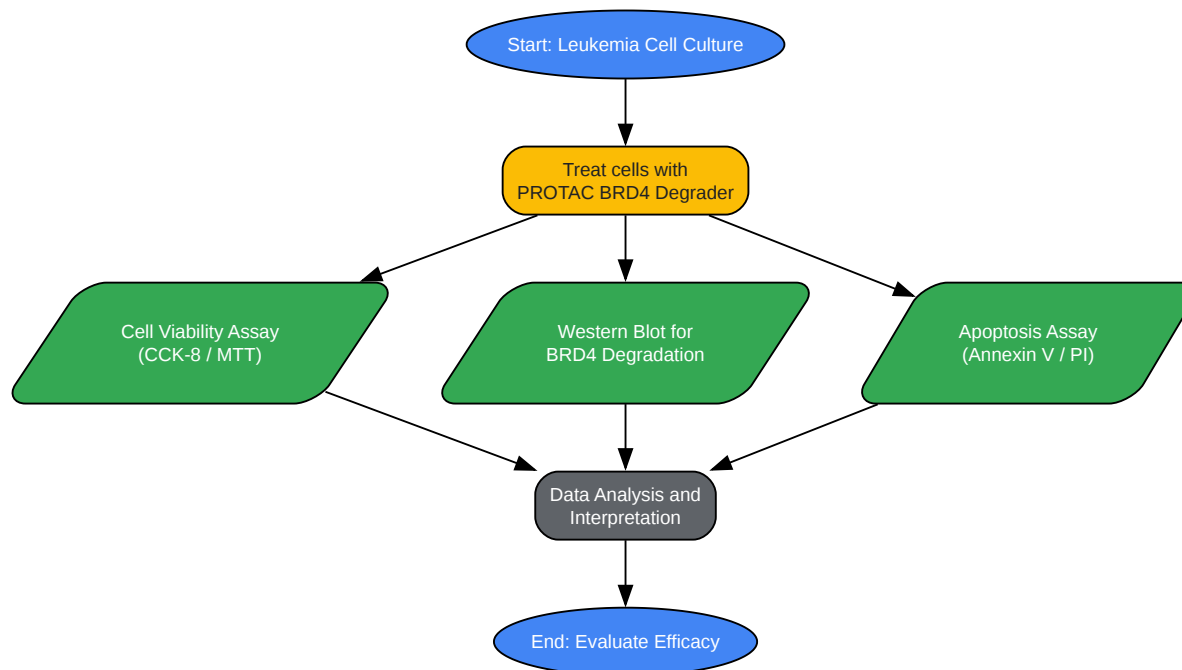 Start: Leukemia Cell Culture
Treat cells with
PROTAC BRD4 Degrader
Cell Viability Assay
(CCK-8 / MTT)
Western Blot for
BRD4 Degradation
Apoptosis Assay
(Annexin V / PI)
Data Analysis and
Interpretation
End: Evaluate Efficacy